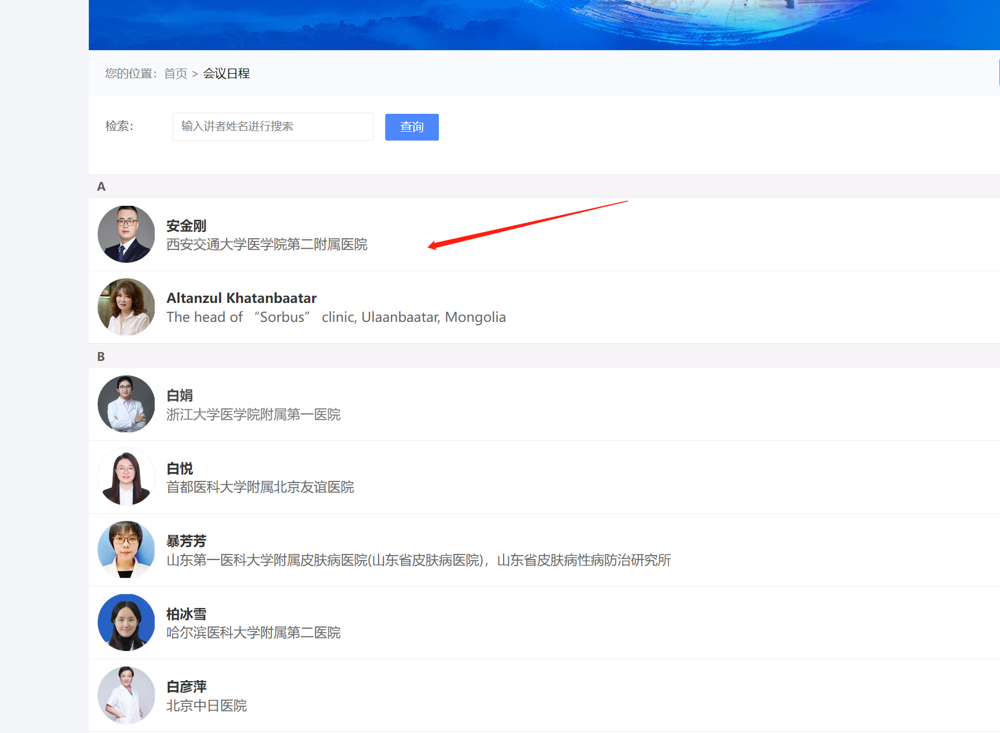 您的位置：首页 > 会议日程
检索：
输入讲者姓名进行搜索
查询
A
安金刚
西安交通大学医学院第二附属医院
Altanzul Khatanbaatar
The head of “Sorbus” clinic, Ulaanbaatar, Mongolia
B
白娟
浙江大学医学院附属第一医院
白悦
首都医科大学附属北京友谊医院
暴芳芳
山东第一医科大学附属皮肤病医院(山东省皮肤病医院)，山东省皮肤病性病防治研究所
柏冰雪
哈尔滨医科大学附属第二医院
白彦萍
北京中日医院